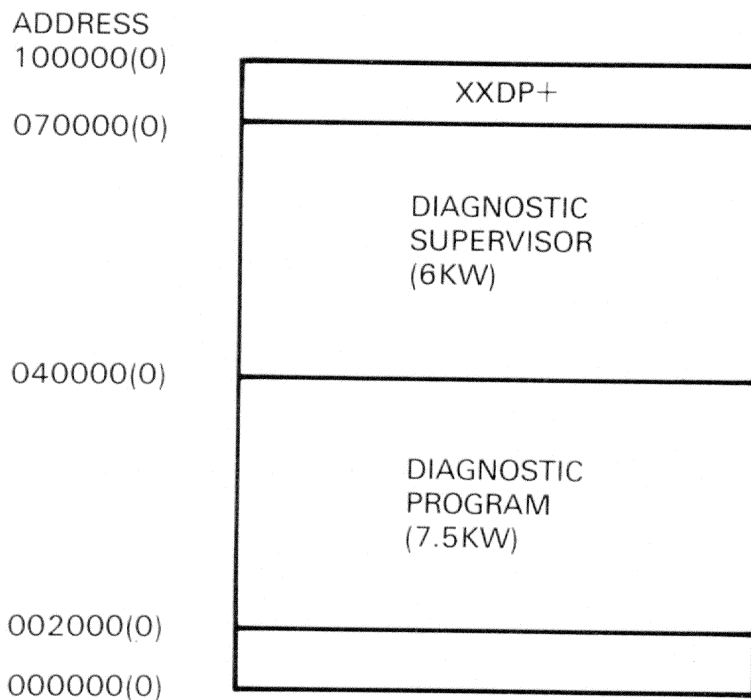 ADDRESS
100000(0)
XXDP+
070000(0)
DIAGNOSTIC
SUPERVISOR
(6KW)
040000(0)
DIAGNOSTIC
PROGRAM
(7.5KW)
002000(0)
000000(0)